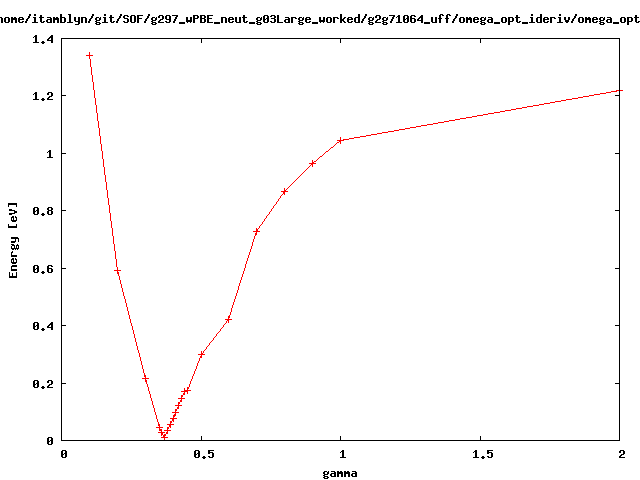 home/itamblyn/git/SOF/g297_wPBE_neut_g03Large_worked/g2g71064_uff/omega_opt_ideriv/omega_opt
1.4
1.2
1
0.8
0.6
0.4
0.2
0
Energy [eV]
0 0.5 1 1.5 2
gamma